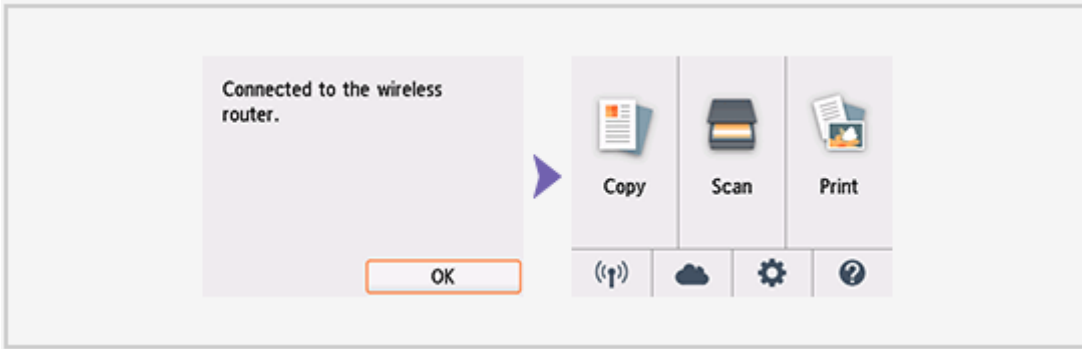 Connected to the wireless
router.
OK
Copy
Scan
Print